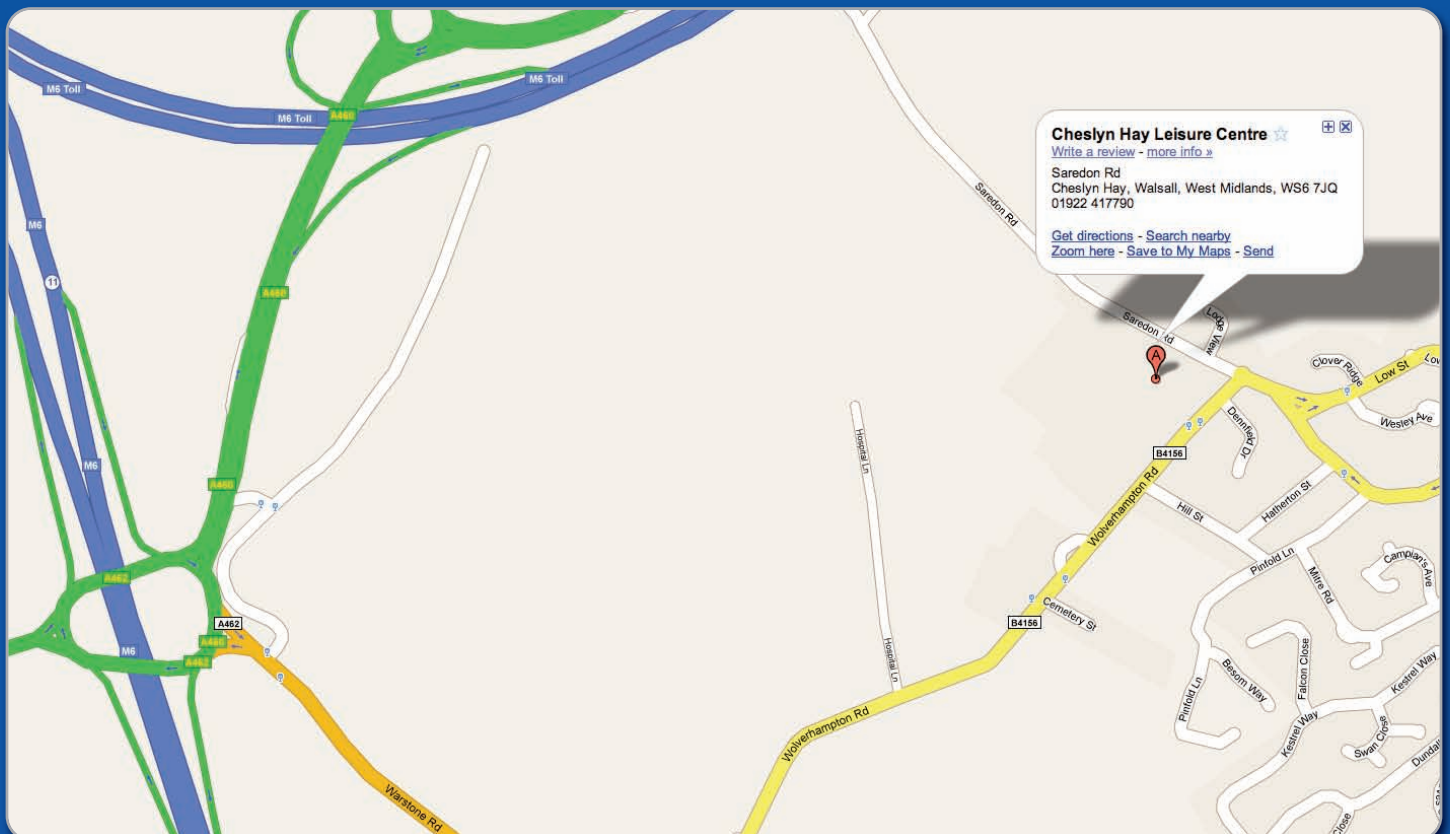 M6 Toll
M6 Toll
M6 Toll
A460
M6
11
A460
A460
M6
A462
A462
A460
A462
M6
Warstone Rd
Saredon Rd
Cheslyn Hay Leisure Centre
Write a review - more info »
Saredon Rd
Cheslyn Hay, Walsall, West Midlands, WS6 7JQ
01922 417790
Get directions - Search nearby
Zoom here - Save to My Maps - Send
Saredon Rd
Lodge View
A
Clover Ridge
Low St
Wesley Ave
Dennfield Dr
B4156
Wolverhampton Rd
Hospital Ln
Hill St
Hatherton St
Pinfold Ln
Mitre Rd
Campian's Ave
Cemetery St
B4156
Hospital Ln
Wolverhampton Rd
Pinfold Ln
Besom Way
Falcon Close
Kestrel Way
Kestrel Way
Swan Close
Close